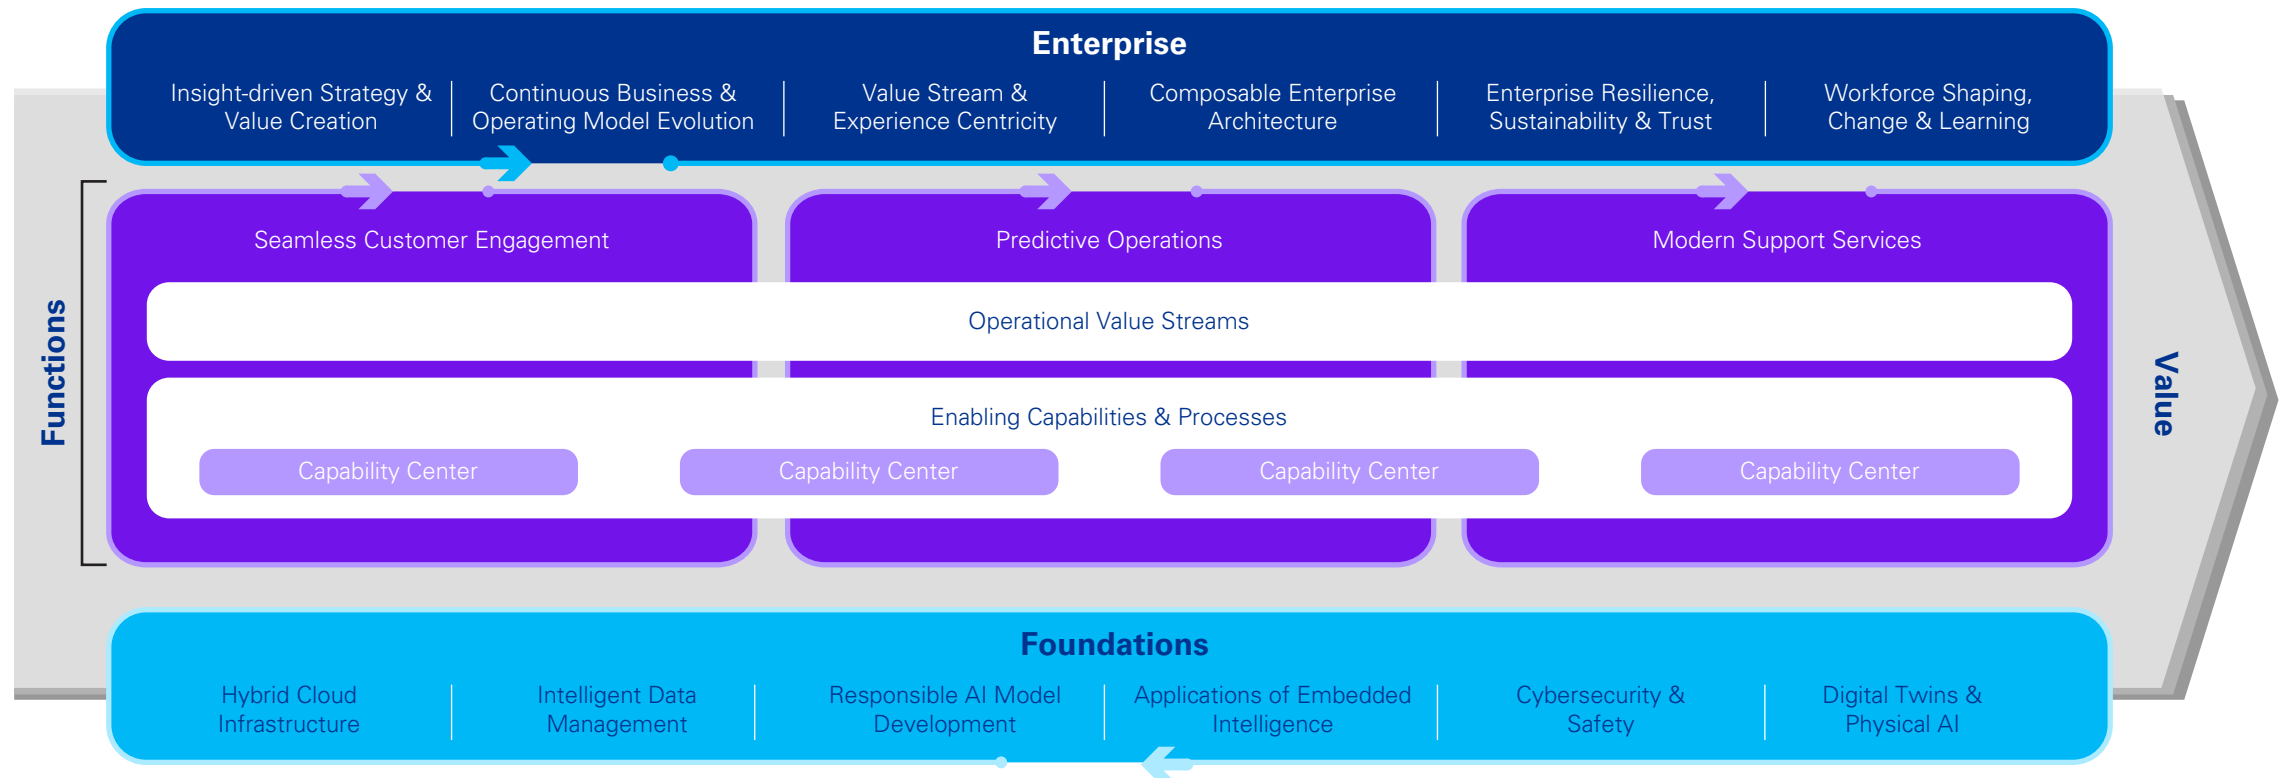 Enterprise
Insight-driven Strategy &
Value Creation
Continuous Business &
Operating Model Evolution
Value Stream &
Experience Centricity
Composable Enterprise
Architecture
Enterprise Resilience,
Sustainability & Trust
Workforce Shaping,
Change & Learning
Functions
Seamless Customer Engagement
Predictive Operations
Modern Support Services
Operational Value Streams
Enabling Capabilities & Processes
Capability Center
Capability Center
Capability Center
Capability Center
Value
Foundations
Hybrid Cloud
Infrastructure
Intelligent Data
Management
Responsible AI Model
Development
Applications of Embedded
Intelligence
Cybersecurity &
Safety
Digital Twins &
Physical AI